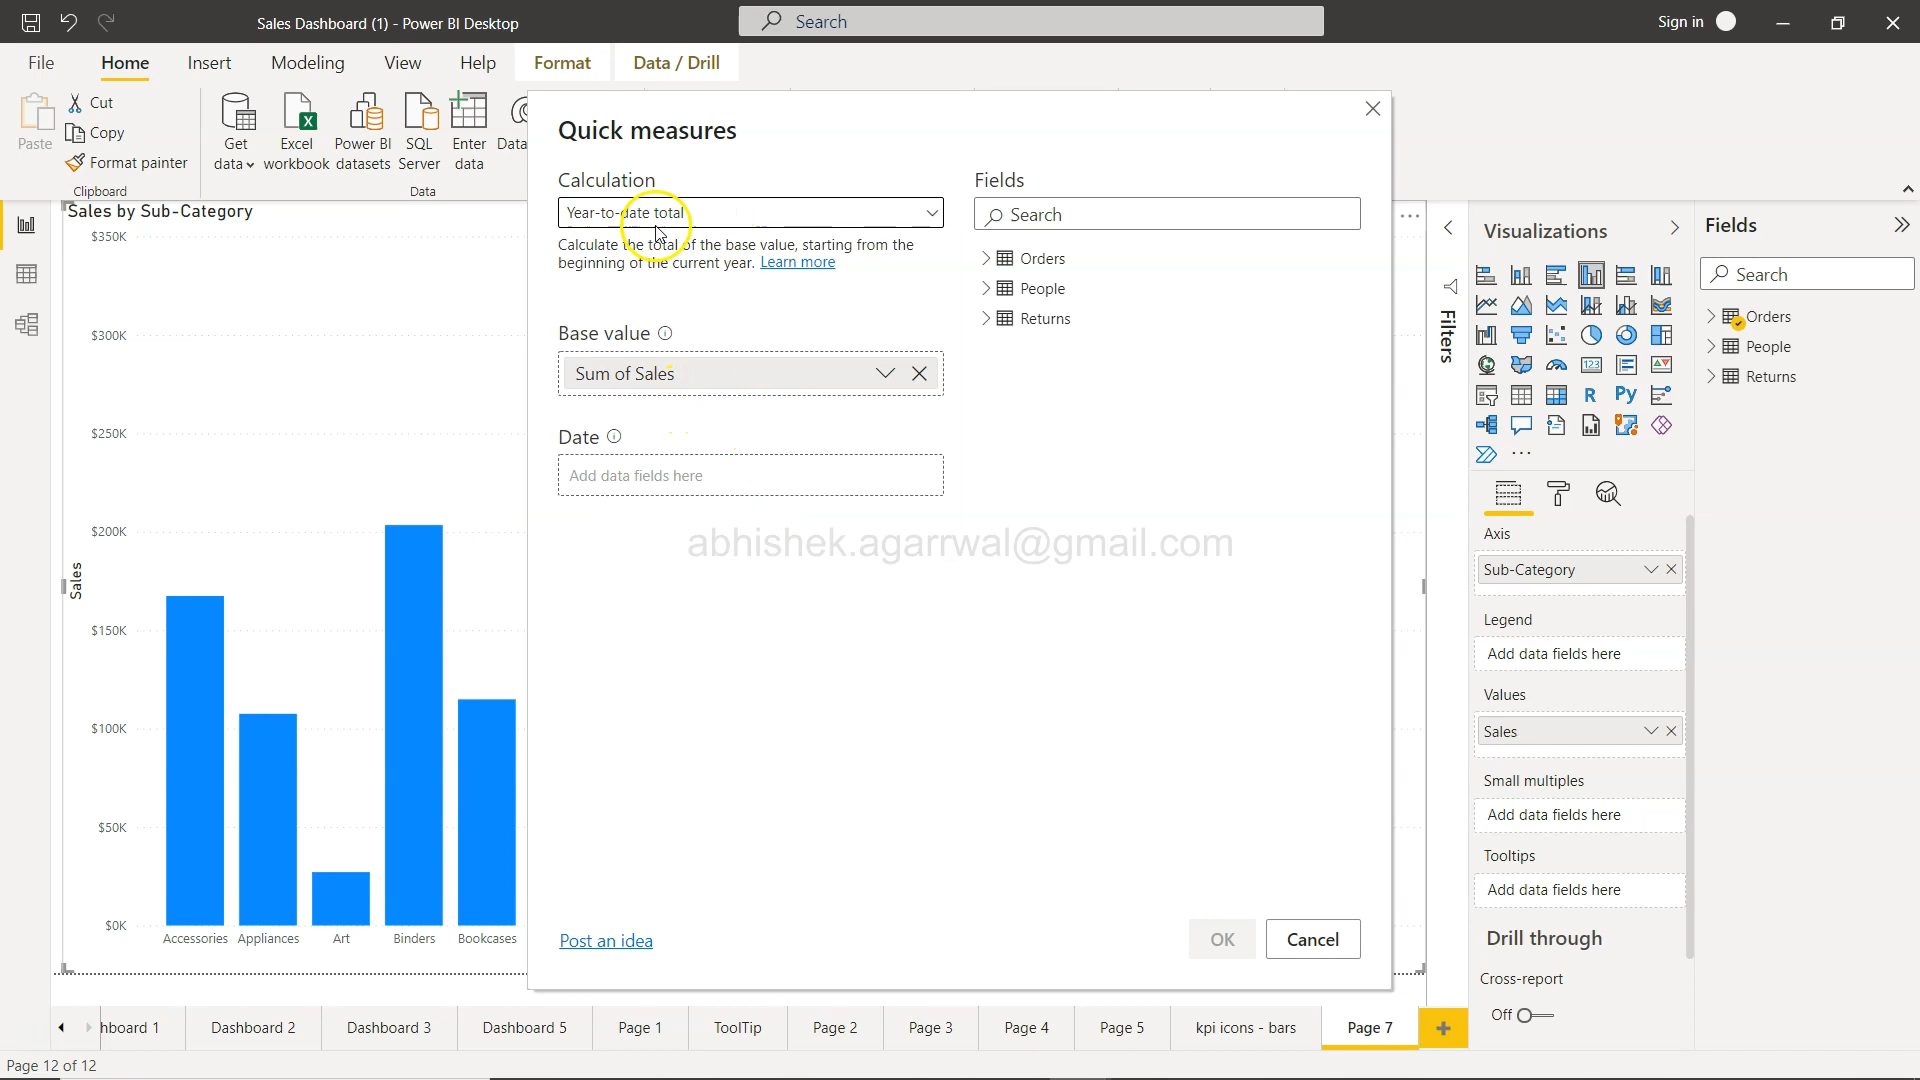 Sales Dashboard (1) - Power BI Desktop
Search
Sign in
File
Home
Insert
Modeling
View
Help
Format
Data / Drill
Paste
Cut
Copy
Format painter
Clipboard
Get data
Excel workbook
Power BI datasets
SQL Server
Enter data
Data
Sales by Sub-Category
$350K
$300K
$250K
$200K
$150K
$100K
$50K
$0K
Sales
Accessories
Appliances
Art
Binders
Bookcases
Quick measures
Calculation
Year-to-date total
Calculate the total of the base value, starting from the
beginning of the current year. Learn more
Base value
Sum of Sales
Date
Add data fields here
Fields
Search
Orders
People
Returns
abhishek.agarrwal@gmail.com
Post an idea
OK
Cancel
Filters
Visualizations
123
R
Py
Axis
Sub-Category
Legend
Add data fields here
Values
Sales
Small multiples
Add data fields here
Tooltips
Add data fields here
Drill through
Cross-report
Off
Fields
Search
Orders
People
Returns
hboard 1
Dashboard 2
Dashboard 3
Dashboard 5
Page 1
ToolTip
Page 2
Page 3
Page 4
Page 5
kpi icons - bars
Page 7
Page 12 of 12